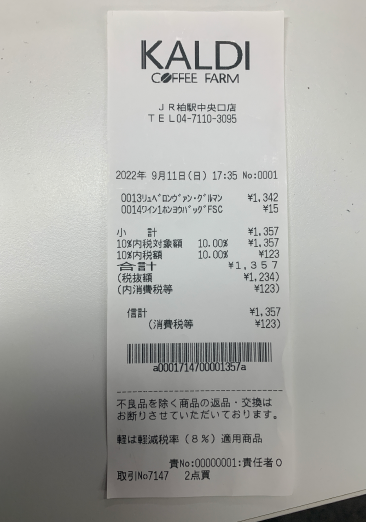 KALDI
COFFEE FARM
JR柏駅中央口店
TEL04-7110-3095
2022年 9月11日(日) 17:35 No:0001
0013ﾘｭﾍﾞﾛﾝｳﾞｧﾝ･ｸﾞﾙﾏﾝ ¥1,342
0014ﾜｲﾝ1ﾎﾝﾖｳﾊﾞｯｸﾞFSC ¥15
小 計 ¥1,357
10%内税対象額 10.00% ¥1,357
10%内税額 10.00% ¥123
合計 ¥1,357
(税抜額 ¥1,234)
(内消費税等 ¥123)
信計 ¥1,357
(消費税等 ¥123)
a0001714700001357a
不良品を除く商品の返品・交換は
お断りさせていただいております。
軽は軽減税率（8％）適用商品
責No:00000001:責任者0
取引No7147 2点買